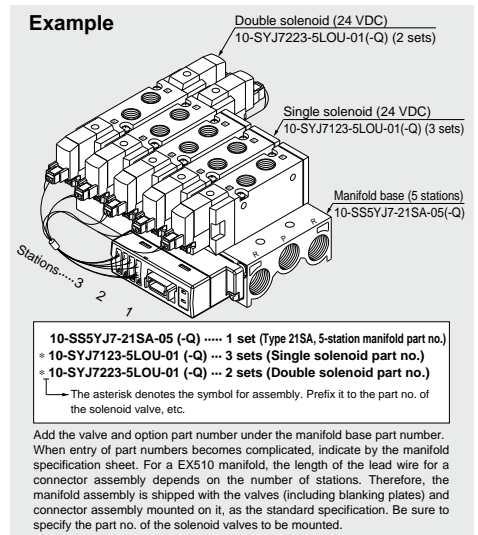 Example
Double solenoid (24 VDC)
10-SYJ7223-5LOU-01(-Q) (2 sets)
Single solenoid (24 VDC)
10-SYJ7123-5LOU-01(-Q) (3 sets)
Manifold base (5 stations)
10-SS5YJ7-21SA-05(-Q)
R
P
R
Stations.....3
2
1
10-SS5YJ7-21SA-05 (-Q) ····· 1 set (Type 21SA, 5-station manifold part no.)
* 10-SYJ7123-5LOU-01 (-Q) ··· 3 sets (Single solenoid part no.)
* 10-SYJ7223-5LOU-01 (-Q) ··· 2 sets (Double solenoid part no.)
The asterisk denotes the symbol for assembly. Prefix it to the part no. of
the solenoid valve, etc.
Add the valve and option part number under the manifold base part number.
When entry of part numbers becomes complicated, indicate by the manifold
specification sheet. For a EX510 manifold, the length of the lead wire for a
connector assembly depends on the number of stations. Therefore, the
manifold assembly is shipped with the valves (including blanking plates) and
connector assembly mounted on it, as the standard specification. Be sure to
specify the part no. of the solenoid valves to be mounted.